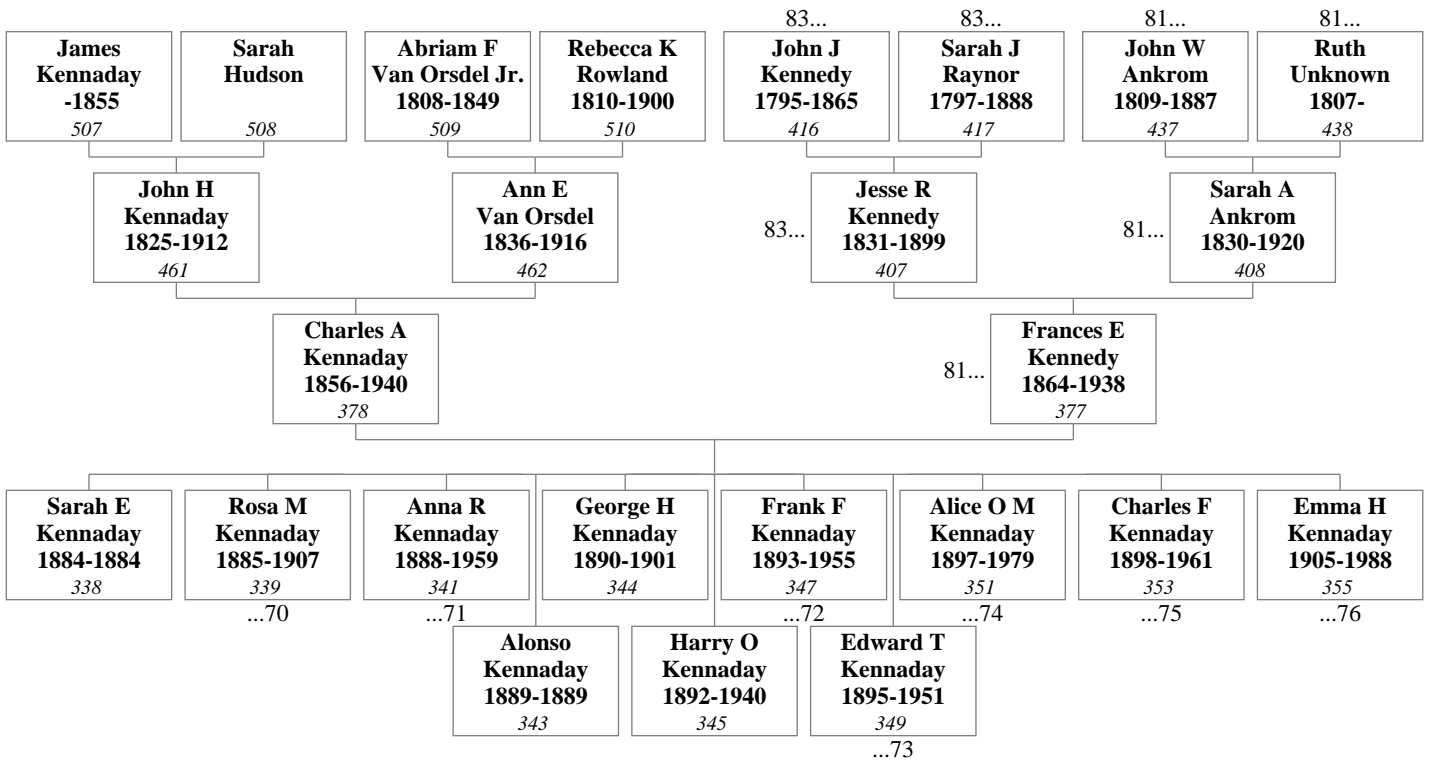 83...
83...
81...
81...
James
Kennaday
-1855
507
Sarah
Hudson
508
Abriam F
Van Orsdel Jr.
1808-1849
509
Rebecca K
Rowland
1810-1900
510
John J
Kennedy
1795-1865
416
Sarah J
Raynor
1797-1888
417
John W
Ankrom
1809-1887
437
Ruth
Unknown
1807-
438
John H
Kennaday
1825-1912
461
Ann E
Van Orsdel
1836-1916
462
83...
Jesse R
Kennedy
1831-1899
407
81...
Sarah A
Ankrom
1830-1920
408
Charles A
Kennaday
1856-1940
378
81...
Frances E
Kennedy
1864-1938
377
Sarah E
Kennaday
1884-1884
338
Rosa M
Kennaday
1885-1907
339
...70
Anna R
Kennaday
1888-1959
341
...71
George H
Kennaday
1890-1901
344
Frank F
Kennaday
1893-1955
347
...72
Alice O M
Kennaday
1897-1979
351
...74
Charles F
Kennaday
1898-1961
353
...75
Emma H
Kennaday
1905-1988
355
...76
Alonso
Kennaday
1889-1889
343
Harry O
Kennaday
1892-1940
345
Edward T
Kennaday
1895-1951
349
...73